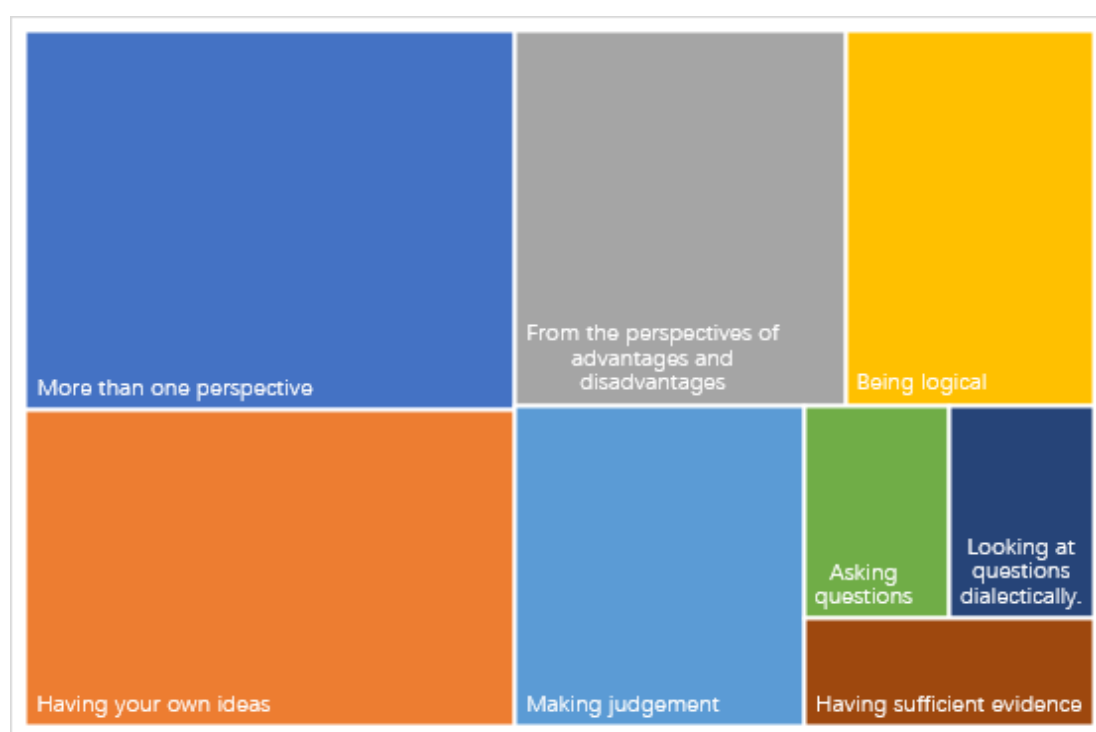 More than one perspective
From the perspectives of
advantages and
disadvantages
Being logical
Having your own ideas
Making judgement
Asking
questions
Looking at
questions
dialectically.
Having sufficient evidence